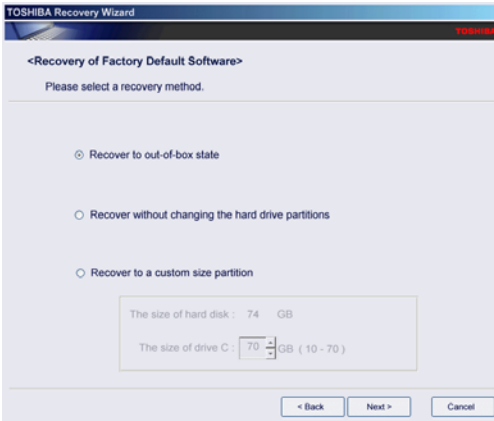 TOSHIBA Recovery Wizard
TOSHIBA
<Recovery of Factory Default Software>
Please select a recovery method.
Recover to out-of-box state
Recover without changing the hard drive partitions
Recover to a custom size partition
The size of hard disk : 74 GB
The size of drive C : 70 GB ( 10 - 70 )
< Back Next > Cancel